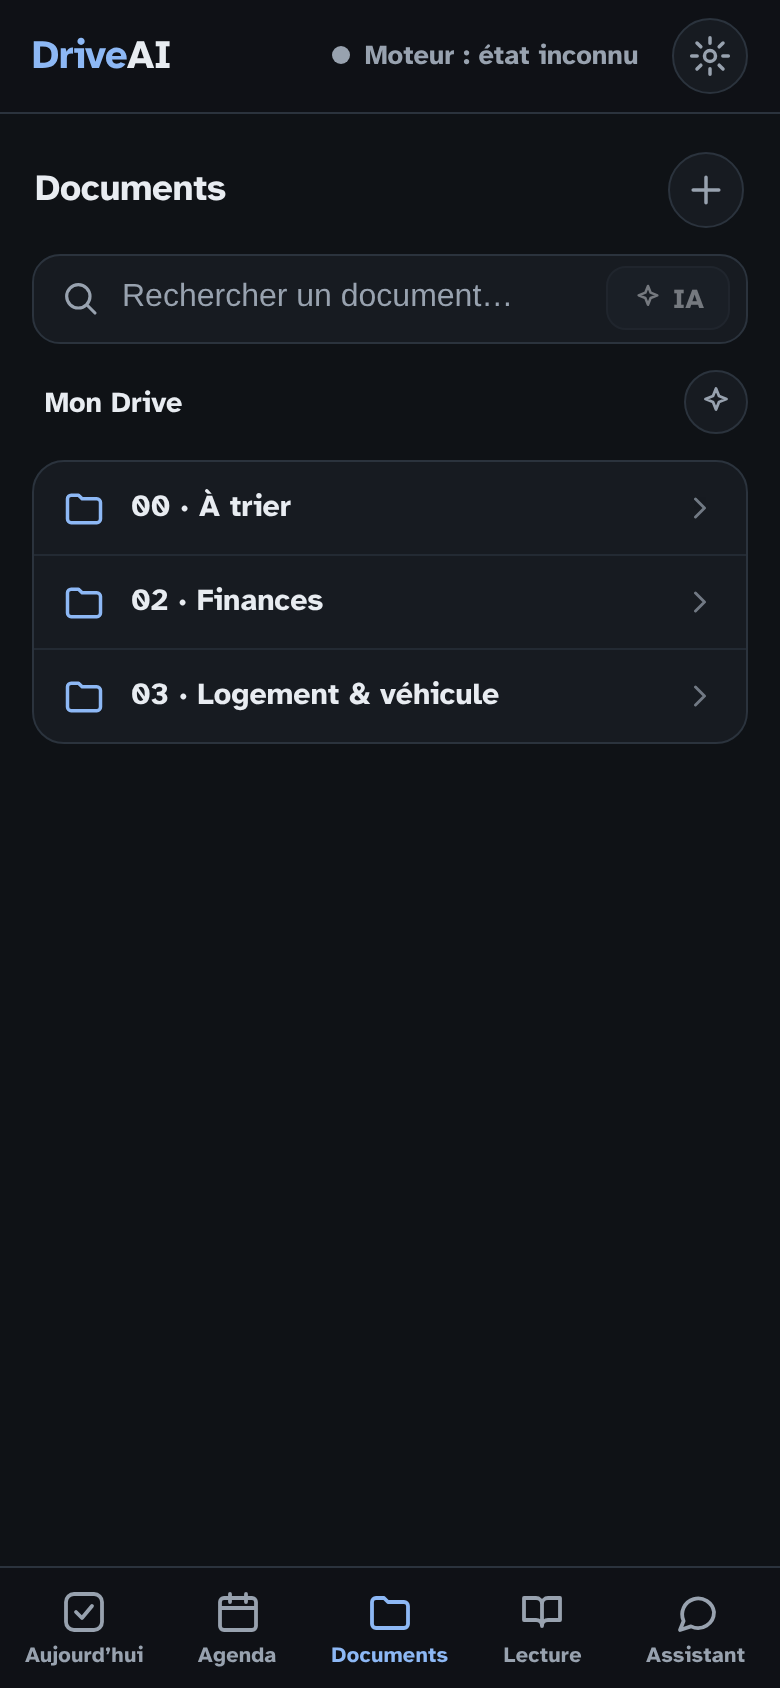 DriveAI
Moteur : état inconnu
Documents
Rechercher un document…
IA
Mon Drive
00 · À trier
02 · Finances
03 · Logement & véhicule
Aujourd’hui
Agenda
Documents
Lecture
Assistant